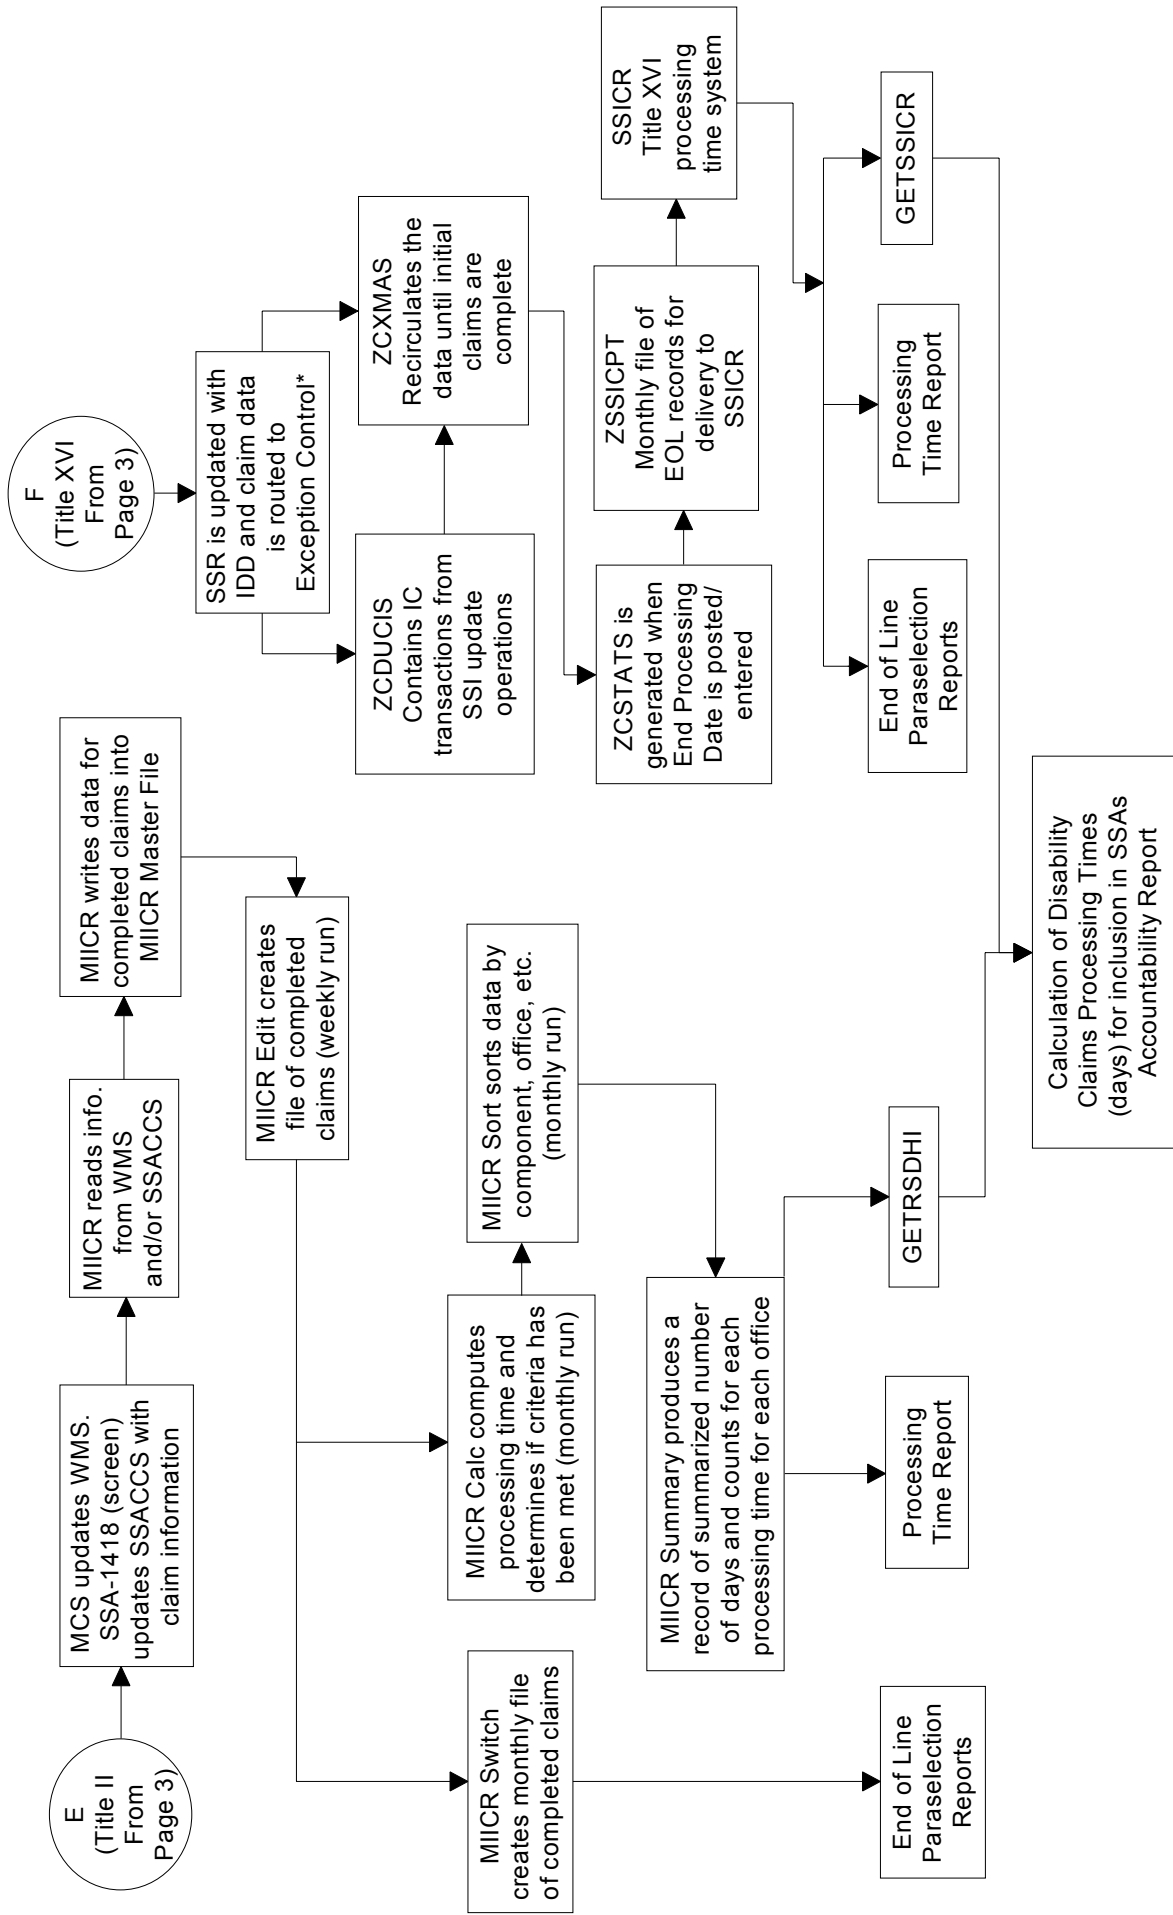 E
(Title II
From
Page 3)
MCS updates WMS.
SSA-1418 (screen)
updates SSACCS with
claim information
MIICR reads info.
from WMS
and/or SSACCS
MIICR writes data for
completed claims into
MIICR Master File
MIICR Edit creates
file of completed
claims (weekly run)
MIICR Switch
creates monthly file
of completed claims
MIICR Calc computes
processing time and
determines if criteria has
been met (monthly run)
MIICR Sort sorts data by
component, office, etc.
(monthly run)
MIICR Summary produces a
record of summarized number
of days and counts for each
processing time for each office
End of Line
Paraselection
Reports
Processing
Time Report
GETRSDHI
F
(Title XVI
From
Page 3)
SSR is updated with
IDD and claim data
is routed to
Exception Control*
ZCDUCIS
Contains IC
transactions from
SSI update
operations
ZCXMAS
Recirculates the
data until initial
claims are
complete
ZCSTATS is
generated when
End Processing
Date is posted/
entered
ZSSICPT
Monthly file of
EOL records for
delivery to
SSICR
SSICR
Title XVI
processing
time system
End of Line
Paraselection
Reports
Processing
Time Report
GETSSICR
Calculation of Disability
Claims Processing Times
(days) for inclusion in SSAs
Accountability Report